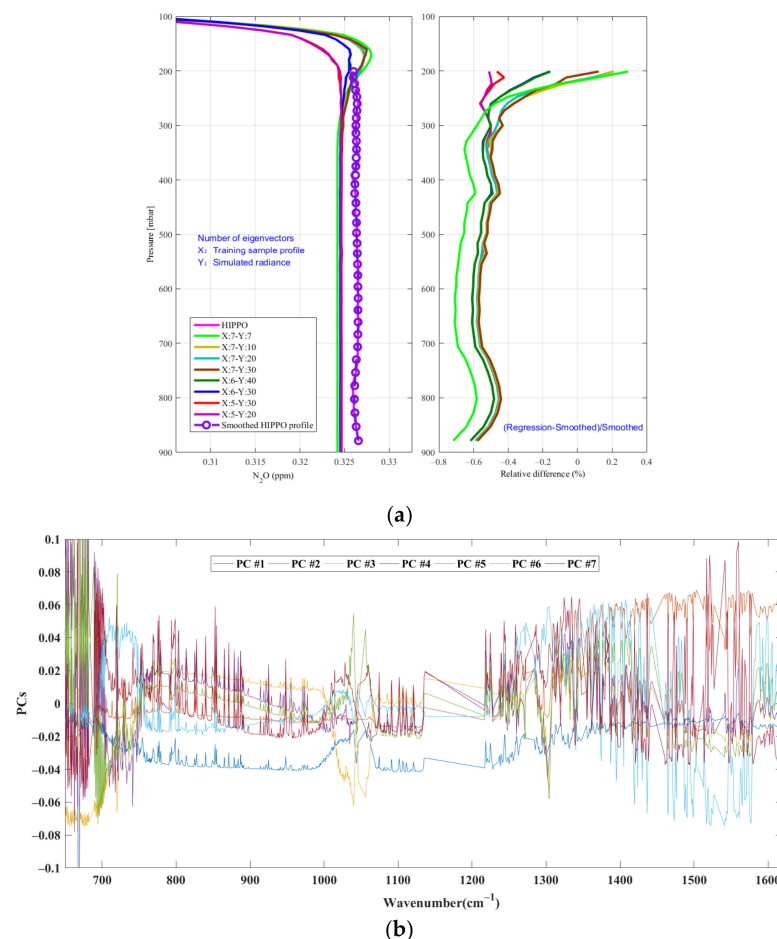 100
200
300
400
500
600
700
800
900
Pressure [mbar]
0.31
0.315
0.32
0.325
0.33
N2O (ppm)
Number of eigenvectors
X: Training sample profile
Y: Simulated radiance
HIPPO
X:7-Y:7
X:7-Y:10
X:7-Y:20
X:7-Y:30
X:6-Y:40
X:6-Y:30
X:5-Y:30
X:5-Y:20
Smoothed HIPPO profile
100
200
300
400
500
600
700
800
900
(Regression-Smoothed)/Smoothed
-0.8
-0.6
-0.4
-0.2
0
0.2
0.4
Relative difference (%)
(a)
0.1
0.08
0.06
0.04
0.02
0
−0.02
−0.04
−0.06
−0.08
−0.1
PCs
PC #1
PC #2
PC #3
PC #4
PC #5
PC #6
PC #7
700
800
900
1000
1100
1200
1300
1400
1500
1600
Wavenumber(cm−1)
(b)